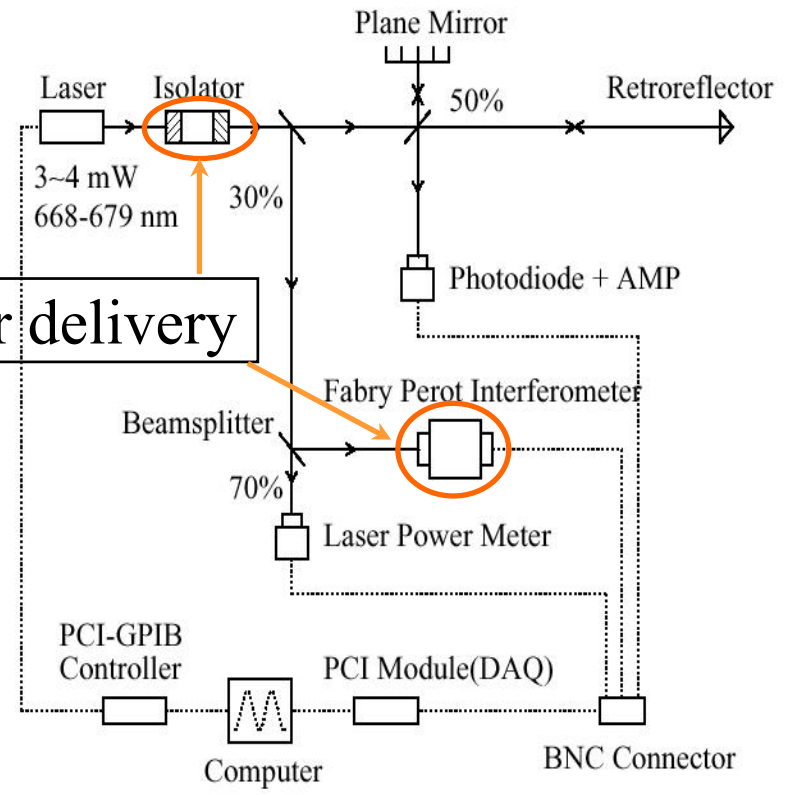 Plane Mirror
Laser
Isolator
50%
Retroreflector
3~4 mW
668-679 nm
30%
Photodiode + AMP
r delivery
Fabry Perot Interferometer
Beamsplitter
70%
Laser Power Meter
PCI-GPIB
Controller
PCI Module(DAQ)
Computer
BNC Connector